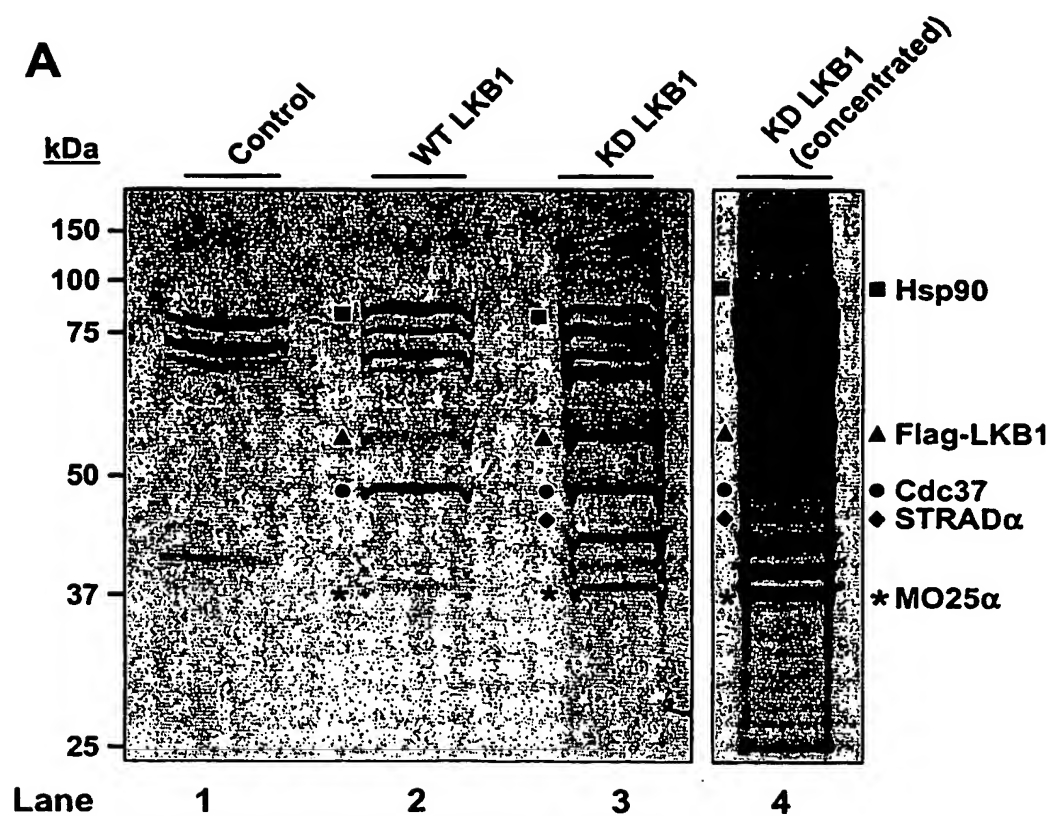 A
kDa
Control
WT LKB1
KD LKB1
KD LKB1
(concentrated)
150
100
75
50
37
25
■ Hsp90
▲ Flag-LKB1
● Cdc37
◆ STRADα
* MO25α
Lane 1 2 3 4